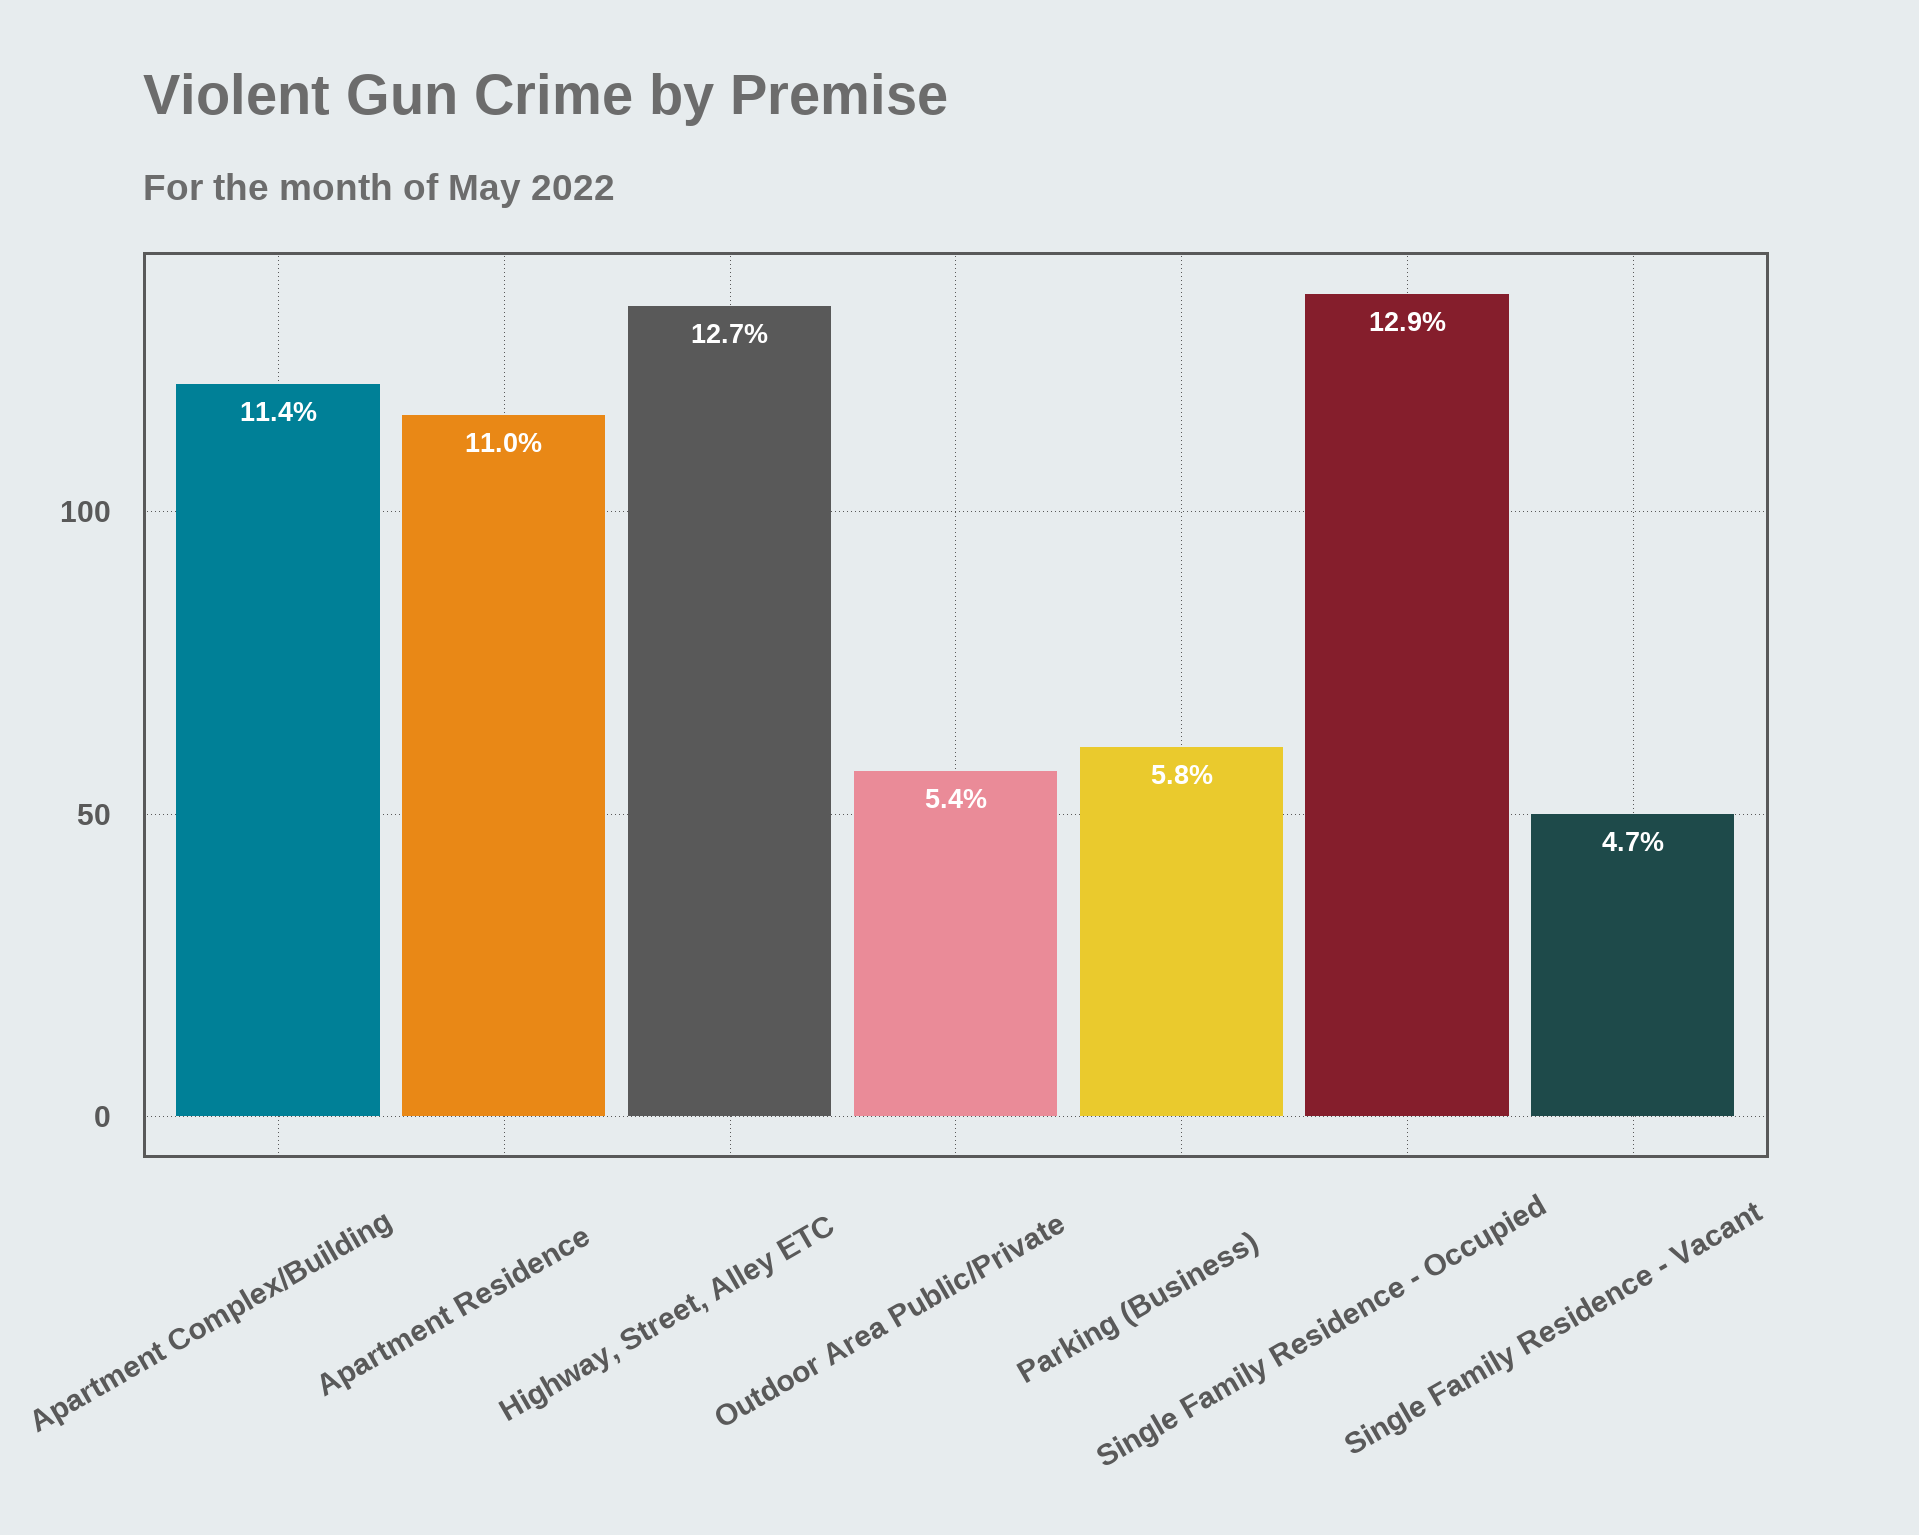 Violent Gun Crime by Premise
For the month of May 2022
12.9%
12.7%
11.4%
11.0%
100
5.8%
5.4%
50
4.7%
0
Apartment Complex/Building
Apartment Residence
Highway, Street, Alley ETC
Outdoor Area Public/Private
Parking (Business)
Single Family Residence - Occupied
Single Family Residence - Vacant